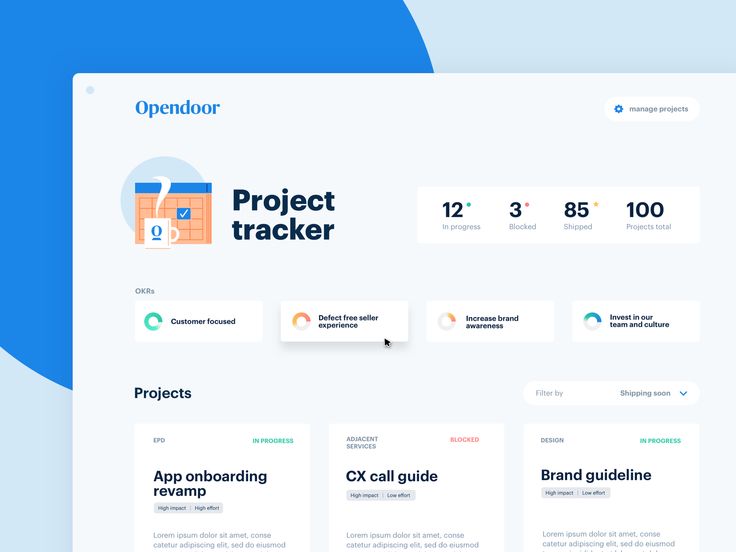 Opendoor
manage projects
Project
tracker
12
In progress
3
Blocked
85
Shipped
100
Projects total
OKRs
Customer focused
Defect free seller
experience
Increase brand
awareness
Invest in our
team and culture
Projects
Filter by
Shipping soon
EPD
IN PROGRESS
App onboarding
revamp
High impact | High effort
Lorem ipsum dolor sit amet, conse
catetur adipiscing elit, sed do eiusmod
ADJACENT
SERVICES
BLOCKED
CX call guide
High impact | Low effort
Lorem ipsum dolor sit amet, conse
catetur adipiscing elit, sed do eiusmod
DESIGN
IN PROGRESS
Brand guideline
High impact | Low effort
Lorem ipsum dolor sit amet, conse
catetur adipiscing elit, sed do eiusmod